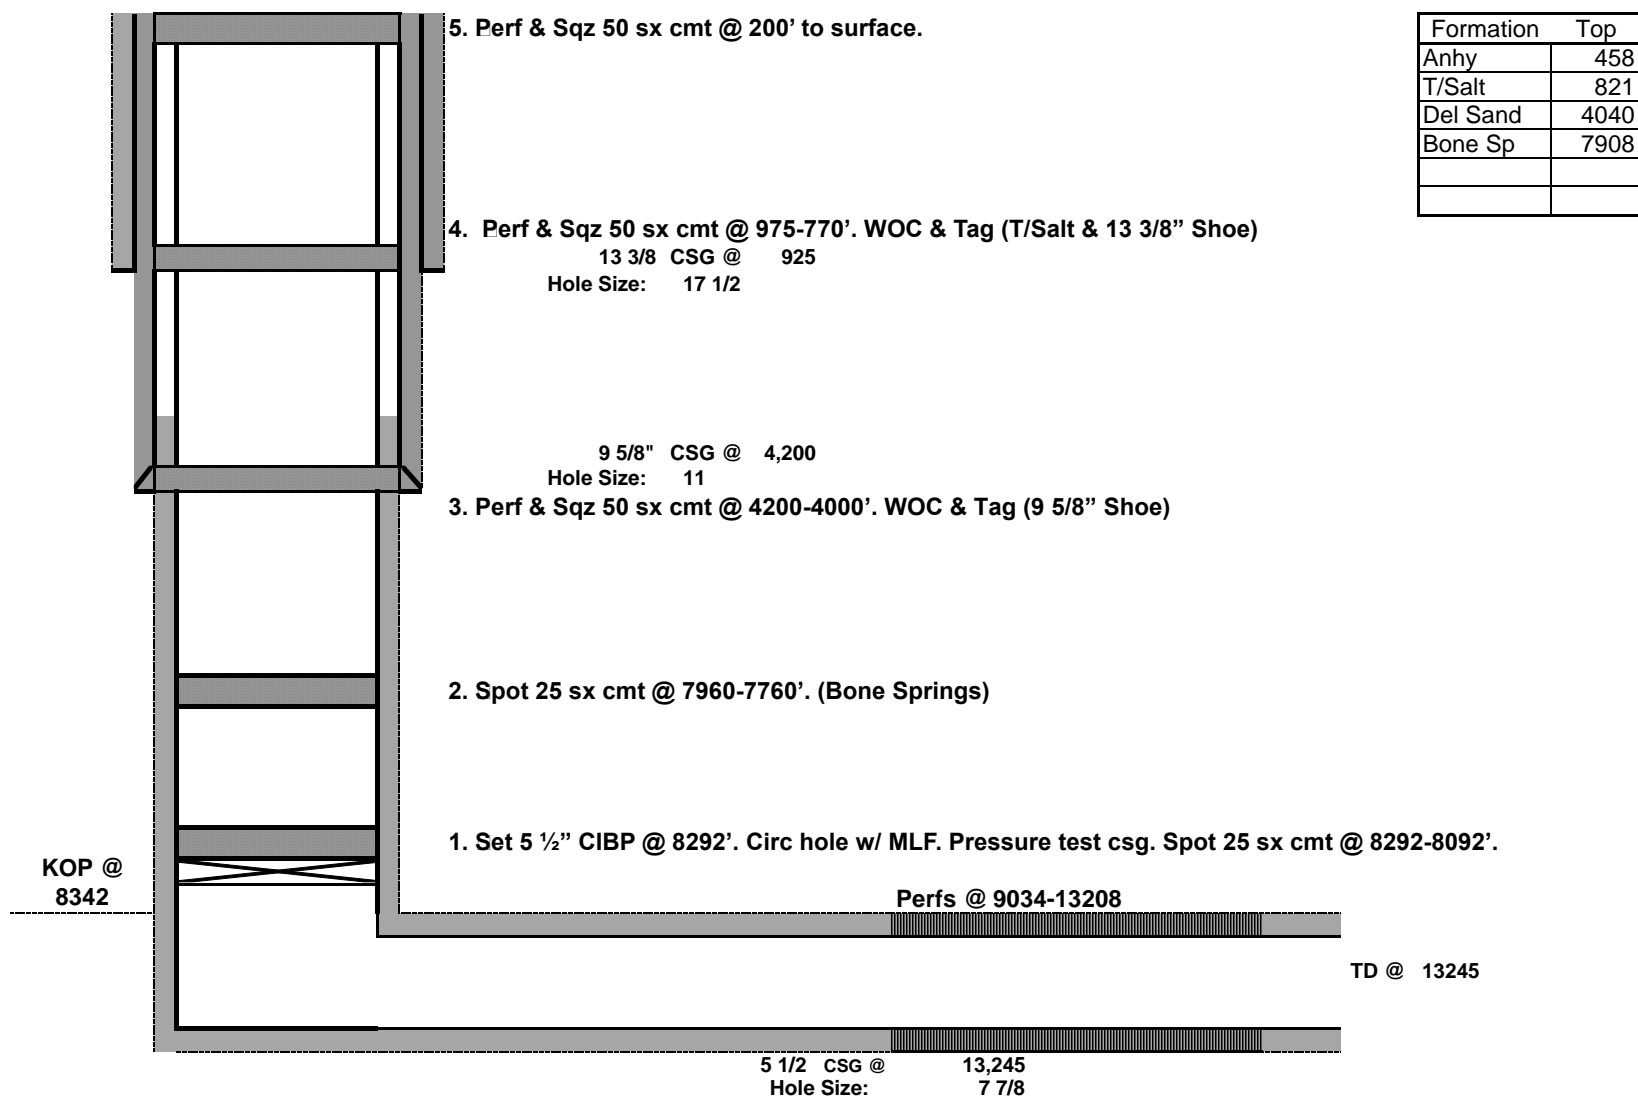 5. Perf & Sqz 50 sx cmt @ 200’ to surface.
Formation Top
Anhy 458
T/Salt 821
Del Sand 4040
Bone Sp 7908
4. Perf & Sqz 50 sx cmt @ 975-770’. WOC & Tag (T/Salt & 13 3/8” Shoe)
13 3/8 CSG @ 925
Hole Size: 17 1/2
9 5/8" CSG @ 4,200
Hole Size: 11
3. Perf & Sqz 50 sx cmt @ 4200-4000’. WOC & Tag (9 5/8” Shoe)
2. Spot 25 sx cmt @ 7960-7760’. (Bone Springs)
1. Set 5 ½” CIBP @ 8292’. Circ hole w/ MLF. Pressure test csg. Spot 25 sx cmt @ 8292-8092’.
KOP @
8342
Perfs @ 9034-13208
TD @ 13245
5 1/2 CSG @ 13,245
Hole Size: 7 7/8